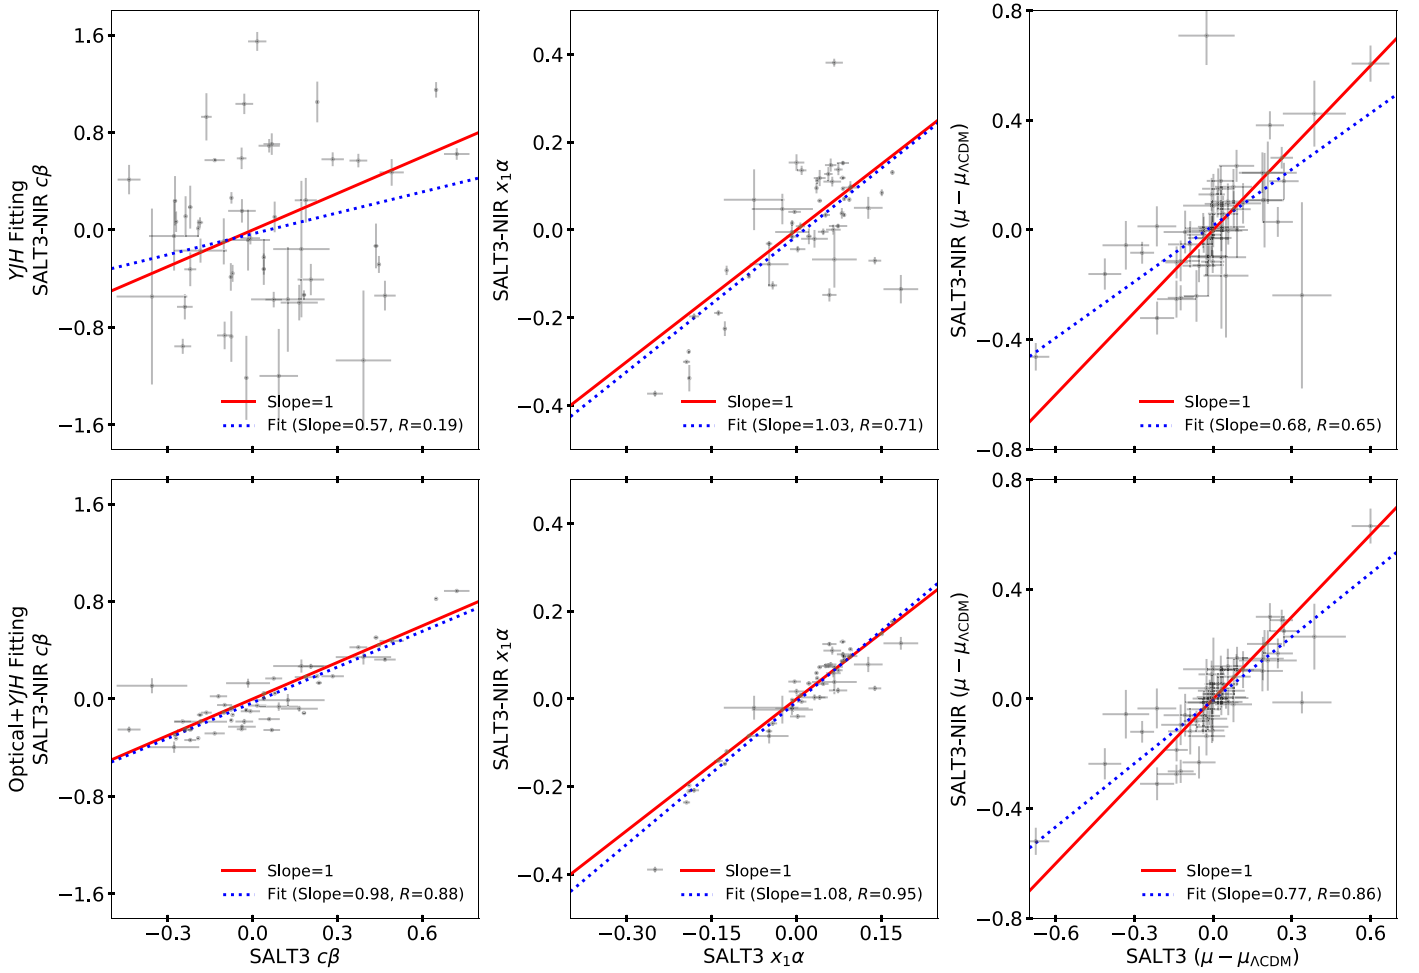 YJH Fitting
SALT3-NIR cβ
1.6
0.8
0.0
−0.8
−1.6
Slope=1
Fit (Slope=0.57, R=0.19)
SALT3-NIR x₁α
0.4
0.2
0.0
−0.2
−0.4
Slope=1
Fit (Slope=1.03, R=0.71)
SALT3-NIR (μ − μΛCDM)
0.8
0.4
0.0
−0.4
−0.8
Slope=1
Fit (Slope=0.68, R=0.65)
Optical+YJH Fitting
SALT3-NIR cβ
1.6
0.8
0.0
−0.8
−1.6
Slope=1
Fit (Slope=0.98, R=0.88)
−0.3 0.0 0.3 0.6
SALT3 cβ
SALT3-NIR x₁α
0.4
0.2
0.0
−0.2
−0.4
Slope=1
Fit (Slope=1.08, R=0.95)
−0.30 −0.15 0.00 0.15
SALT3 x₁α
SALT3-NIR (μ − μΛCDM)
0.8
0.4
0.0
−0.4
−0.8
Slope=1
Fit (Slope=0.77, R=0.86)
−0.6 −0.3 0.0 0.3 0.6
SALT3 (μ − μΛCDM)